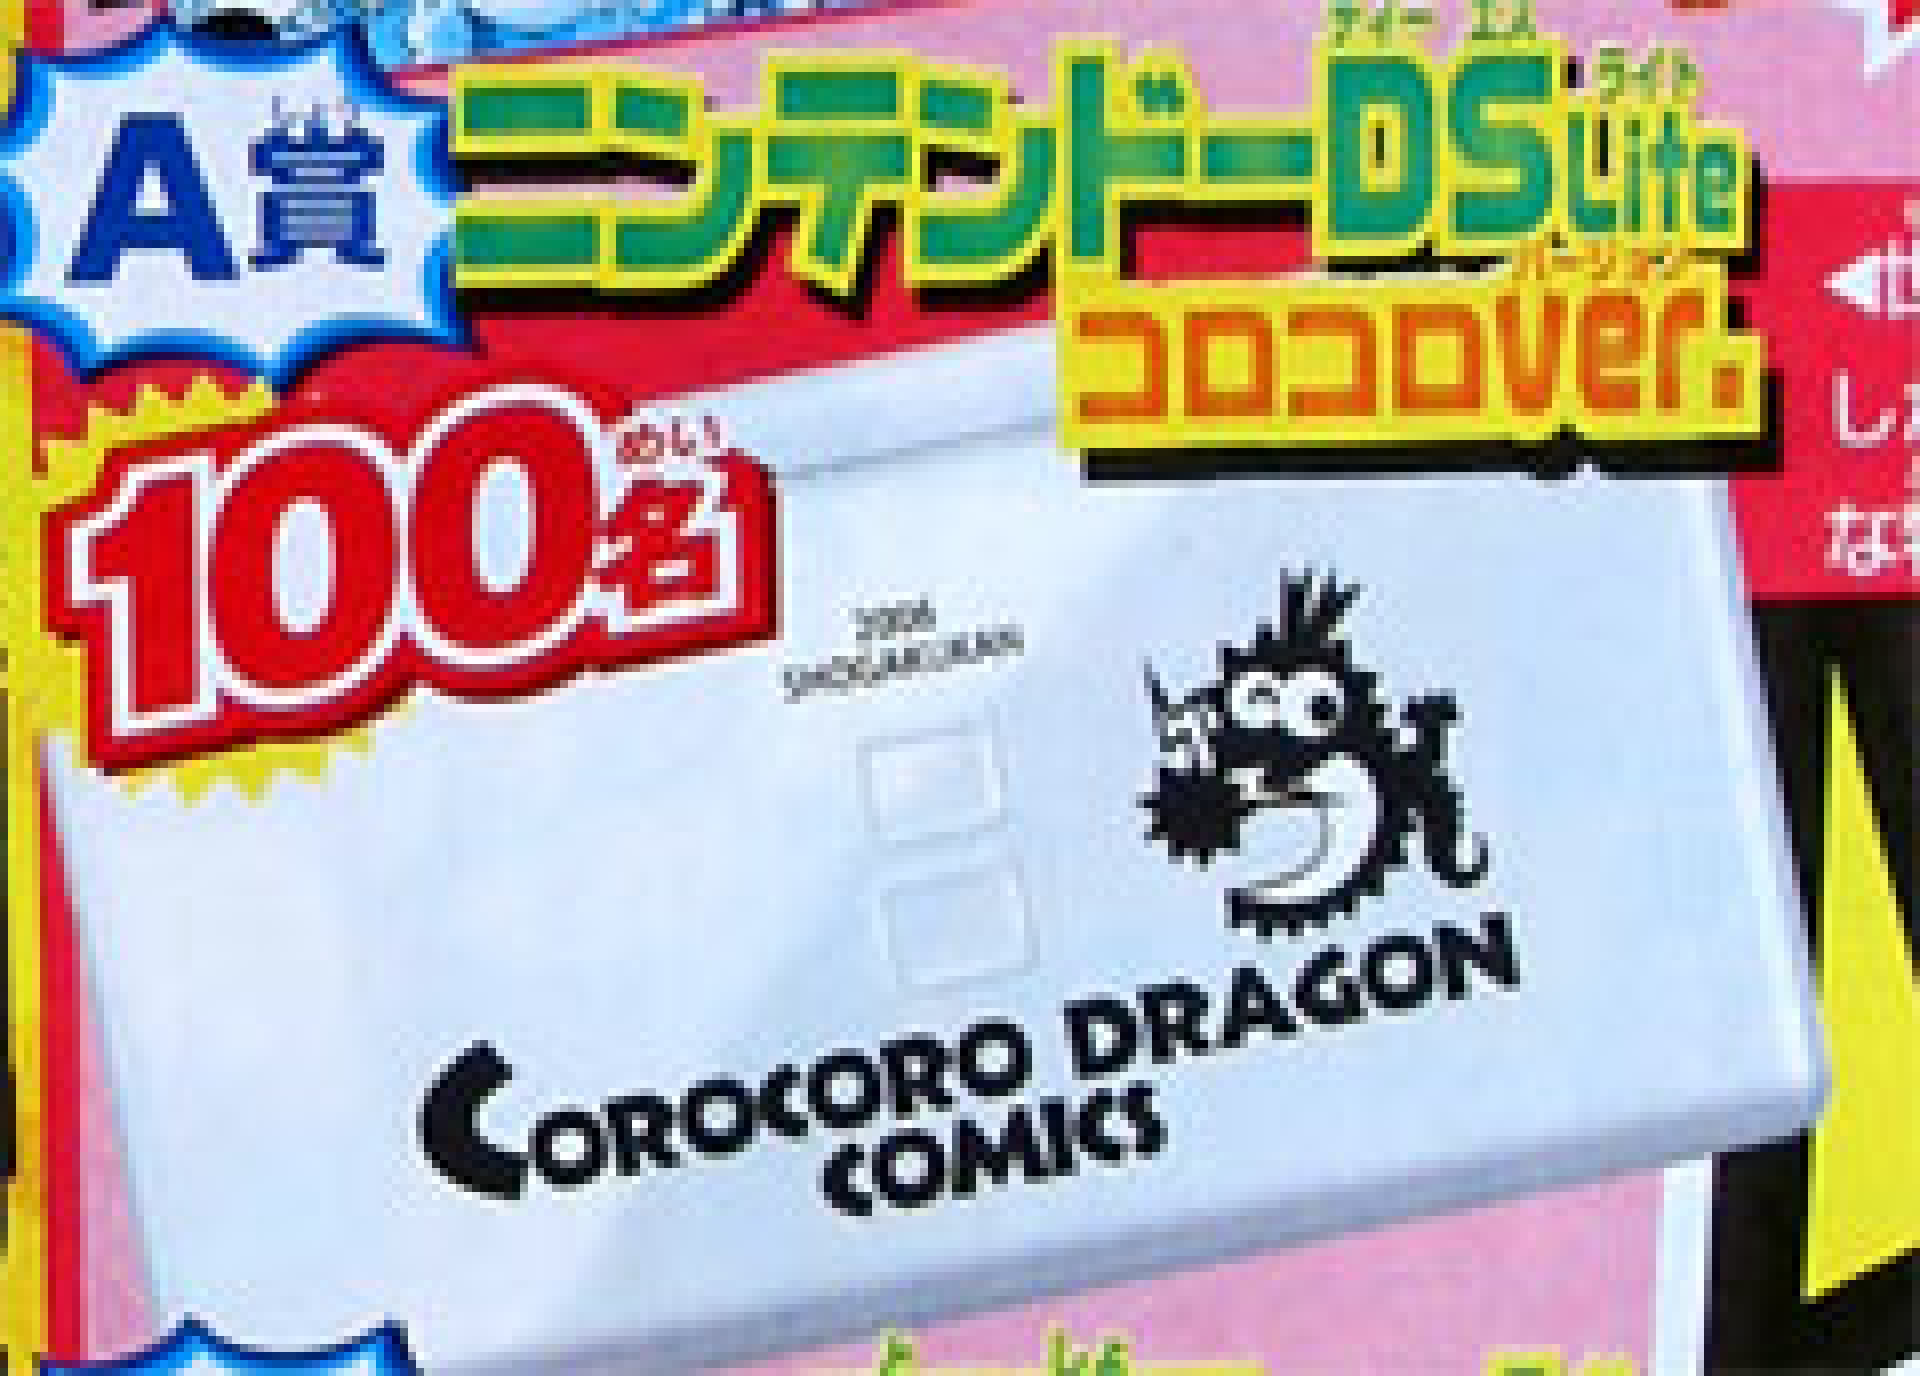 A賞
ディーエス ライト
ニンテンドーDS Lite
バージョン
コロコロver.
めい
100名
2006
SHOGAKUKAN
COROCORO DRAGON
COMICS